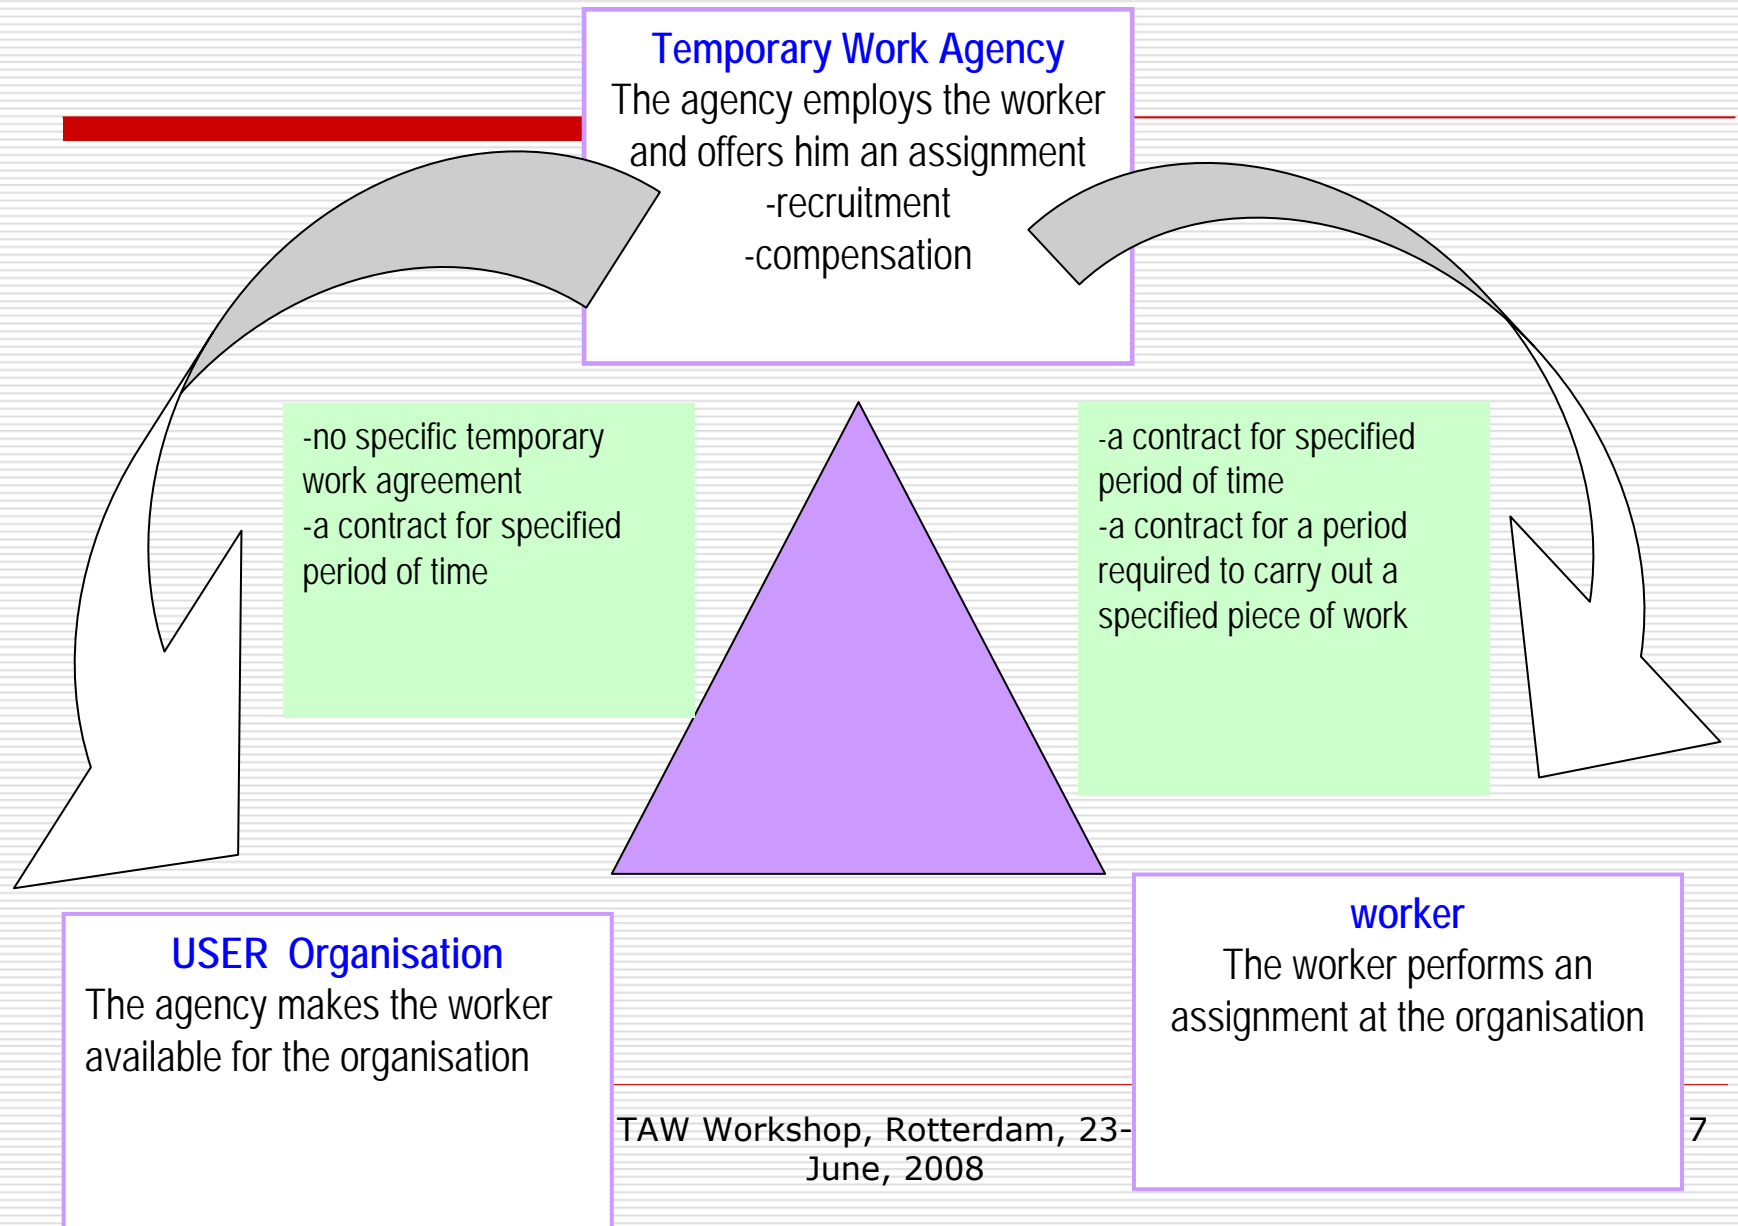 Temporary Work Agency
The agency employs the worker
and offers him an assignment
-recruitment
-compensation
-no specific temporary
work agreement
-a contract for specified
period of time
-a contract for specified
period of time
-a contract for a period
required to carry out a
specified piece of work
USER  Organisation
The agency makes the worker
available for the organisation
worker
The worker performs an
assignment at the organisation
TAW Workshop, Rotterdam, 23-
June, 2008
7